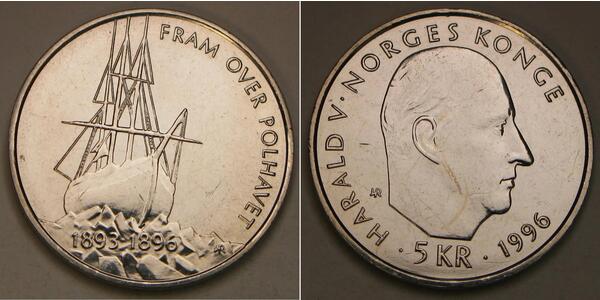 FRAM OVER POLHAVET
1893-1896
HARALD V · NORGES KONGE
· 5 KR · 1996